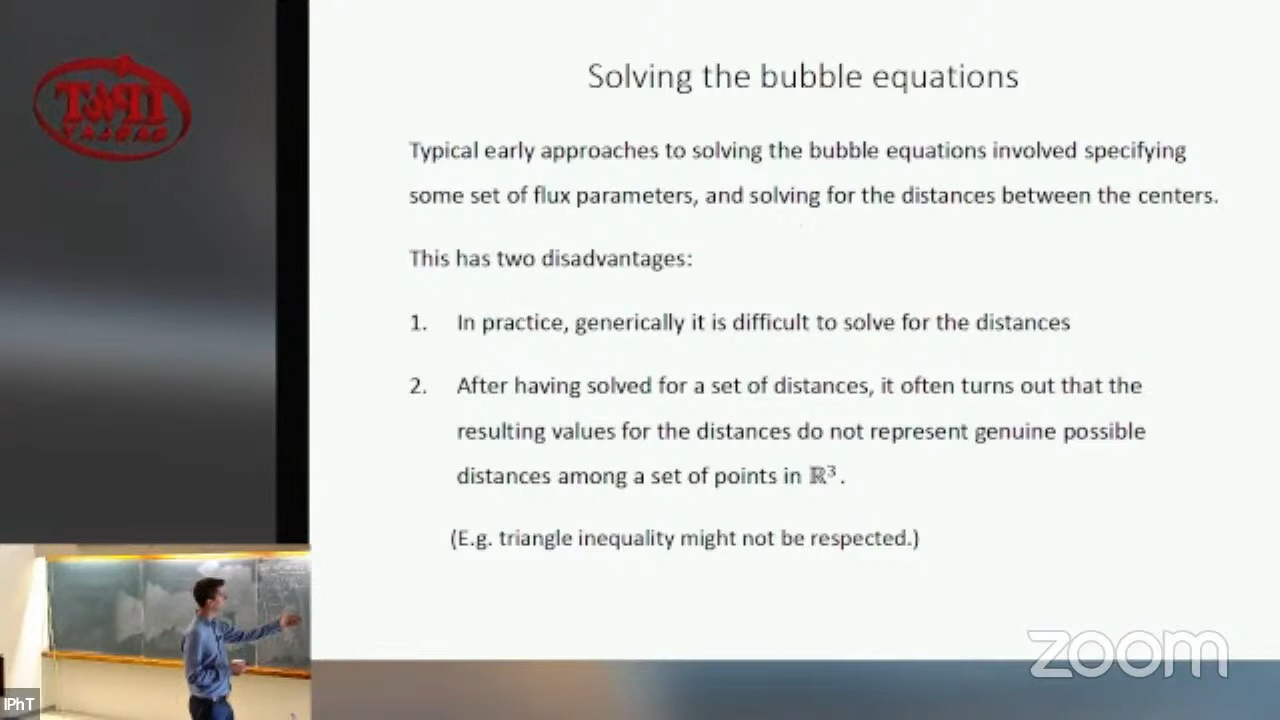 Solving the bubble equations
Typical early approaches to solving the bubble equations involved specifying
some set of flux parameters, and solving for the distances between the centers.
This has two disadvantages:
1. In practice, generically it is difficult to solve for the distances
2. After having solved for a set of distances, it often turns out that the
resulting values for the distances do not represent genuine possible
distances among a set of points in ℝ³.
(E.g. triangle inequality might not be respected.)
zoom
IPhT